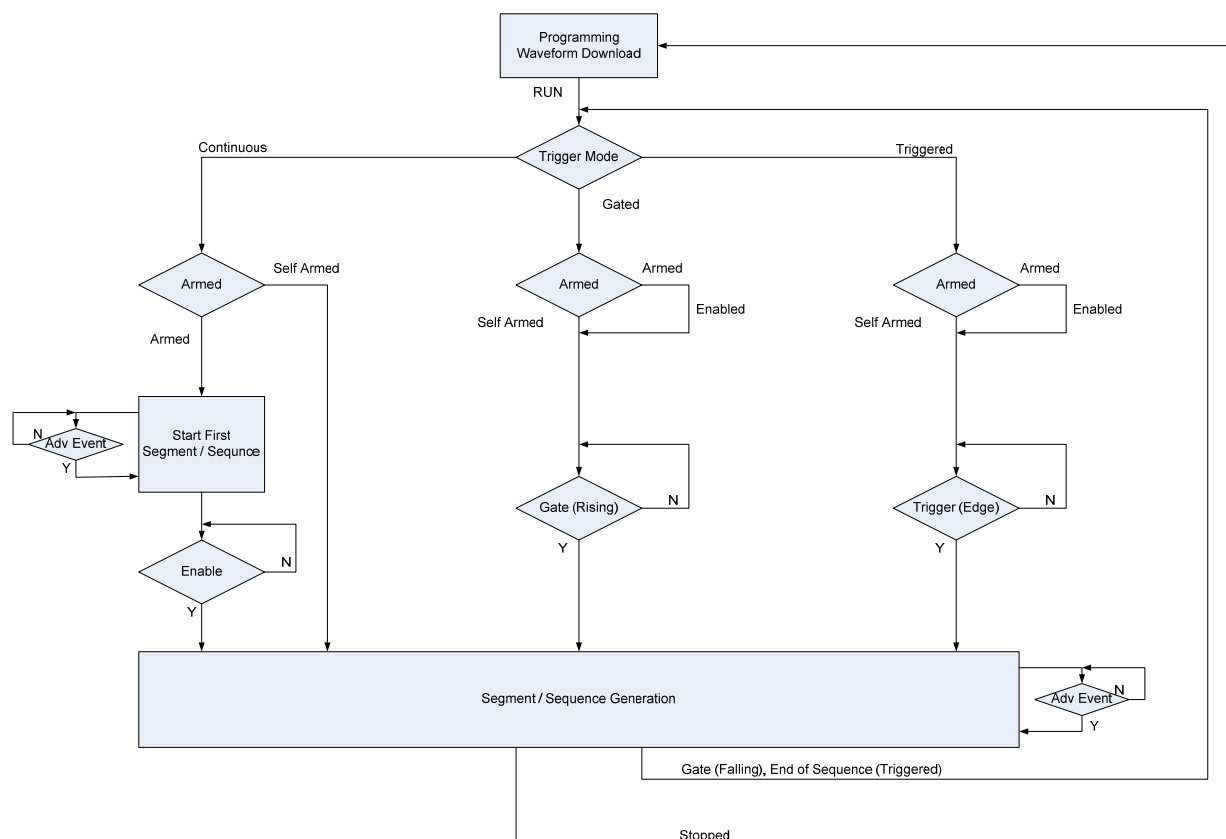 Programming
Waveform Download
RUN
Continuous
Trigger Mode
Triggered
Gated
Armed
Self Armed
Armed
Armed
Enabled
Self Armed
Armed
Armed
Enabled
Self Armed
Armed
Start First
Segment / Sequnce
N
Adv Event
Y
Gate (Rising)
N
Y
Trigger (Edge)
N
Y
Enable
N
Y
Segment / Sequence Generation
Adv Event
N
Y
Gate (Falling), End of Sequence (Triggered)
Stopped